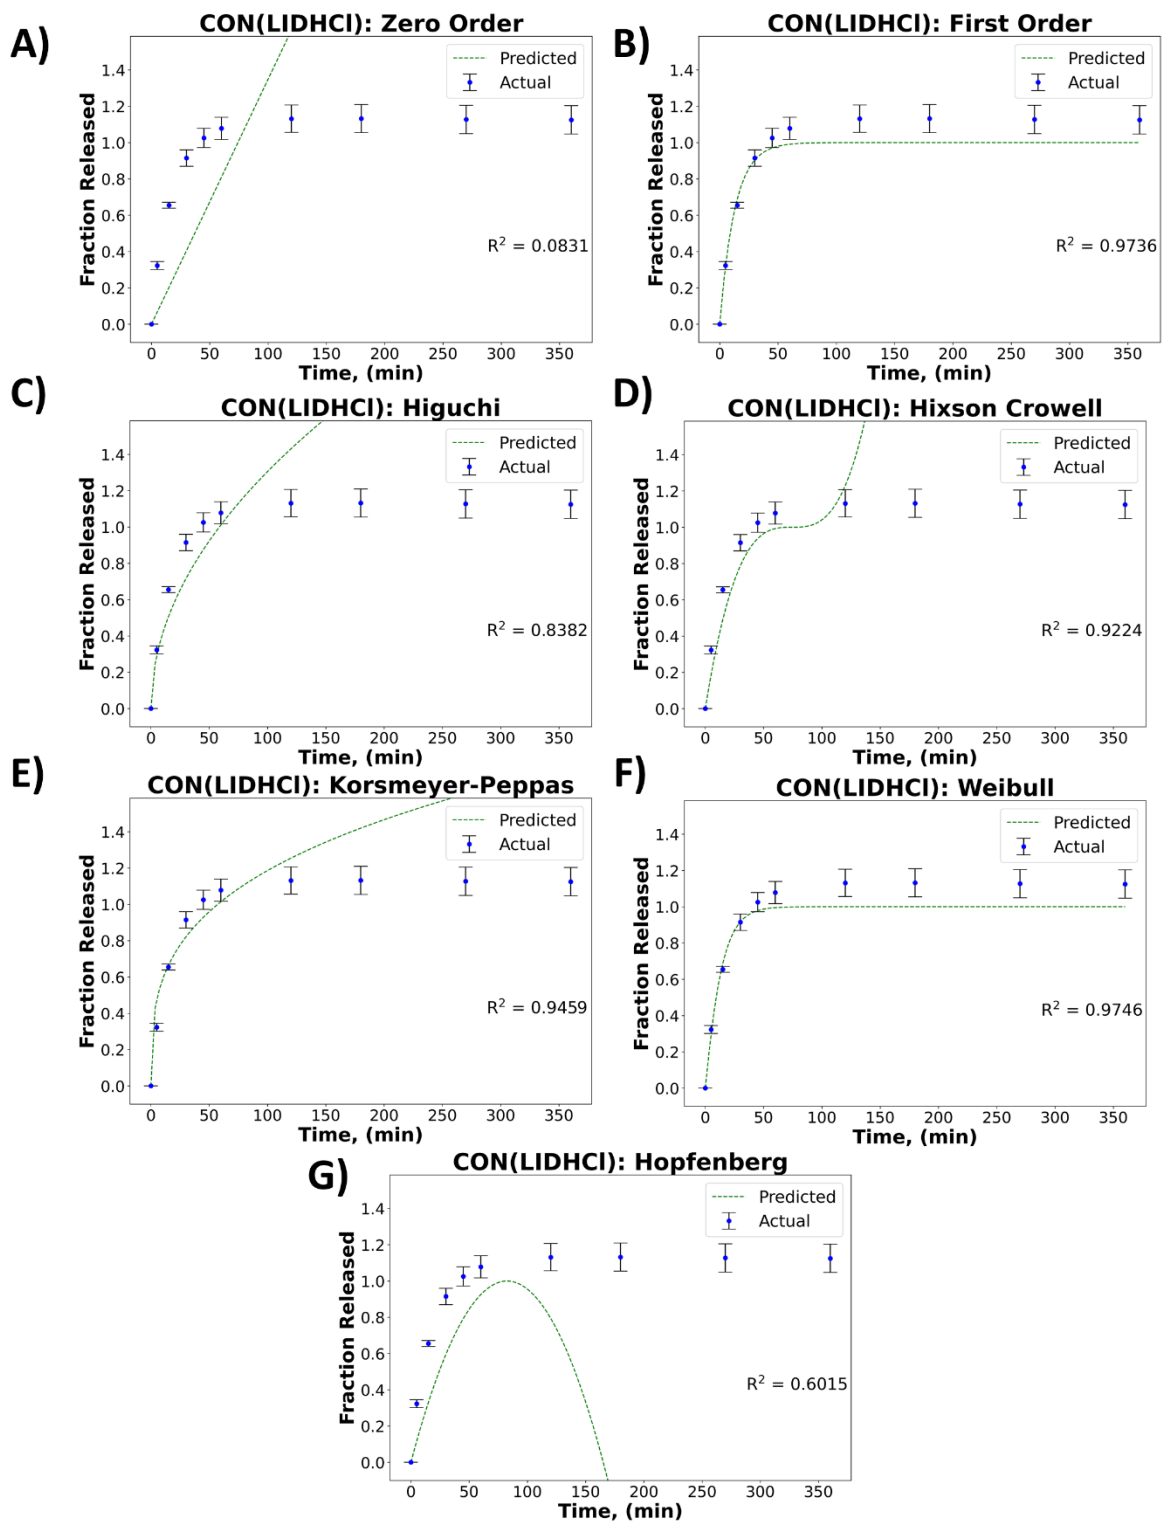 A)
CON(LIDHCl): Zero Order
Predicted
Actual
1.4
1.2
1.0
0.8
0.6
0.4
0.2
0.0
Fraction Released
R² = 0.0831
0 50 100 150 200 250 300 350
Time, (min)
B)
CON(LIDHCl): First Order
Predicted
Actual
1.4
1.2
1.0
0.8
0.6
0.4
0.2
0.0
Fraction Released
R² = 0.9736
0 50 100 150 200 250 300 350
Time, (min)
C)
CON(LIDHCl): Higuchi
Predicted
Actual
1.4
1.2
1.0
0.8
0.6
0.4
0.2
0.0
Fraction Released
R² = 0.8382
0 50 100 150 200 250 300 350
Time, (min)
D)
CON(LIDHCl): Hixson Crowell
Predicted
Actual
1.4
1.2
1.0
0.8
0.6
0.4
0.2
0.0
Fraction Released
R² = 0.9224
0 50 100 150 200 250 300 350
Time, (min)
E)
CON(LIDHCl): Korsmeyer-Peppas
Predicted
Actual
1.4
1.2
1.0
0.8
0.6
0.4
0.2
0.0
Fraction Released
R² = 0.9459
0 50 100 150 200 250 300 350
Time, (min)
F)
CON(LIDHCl): Weibull
Predicted
Actual
1.4
1.2
1.0
0.8
0.6
0.4
0.2
0.0
Fraction Released
R² = 0.9746
0 50 100 150 200 250 300 350
Time, (min)
G)
CON(LIDHCl): Hopfenberg
Predicted
Actual
1.4
1.2
1.0
0.8
0.6
0.4
0.2
0.0
Fraction Released
R² = 0.6015
0 50 100 150 200 250 300 350
Time, (min)